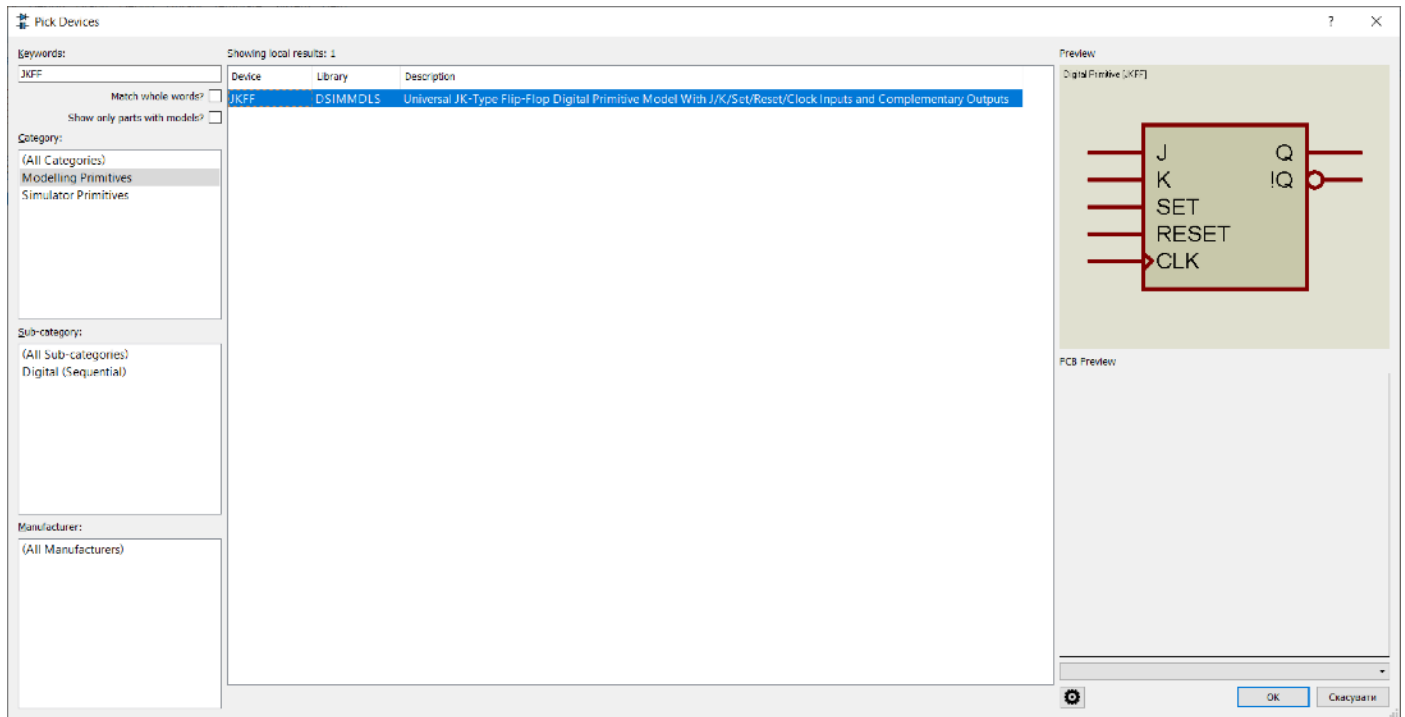 Pick Devices
?
Keywords:
JKFF
Match whole words?
Show only parts with models?
Category:
(All Categories)
Modelling Primitives
Simulator Primitives
Sub-category:
(All Sub-categories)
Digital (Sequential)
Manufacturer:
(All Manufacturers)
Showing local results: 1
Device Library Description
JKFF DSIMMDLS Universal JK-Type Flip-Flop Digital Primitive Model With J/K/Set/Reset/Clock Inputs and Complementary Outputs
Preview
Digital Primitive [JKFF]
J Q
K !Q
SET
RESET
CLK
PCB Preview
OK Скасувати